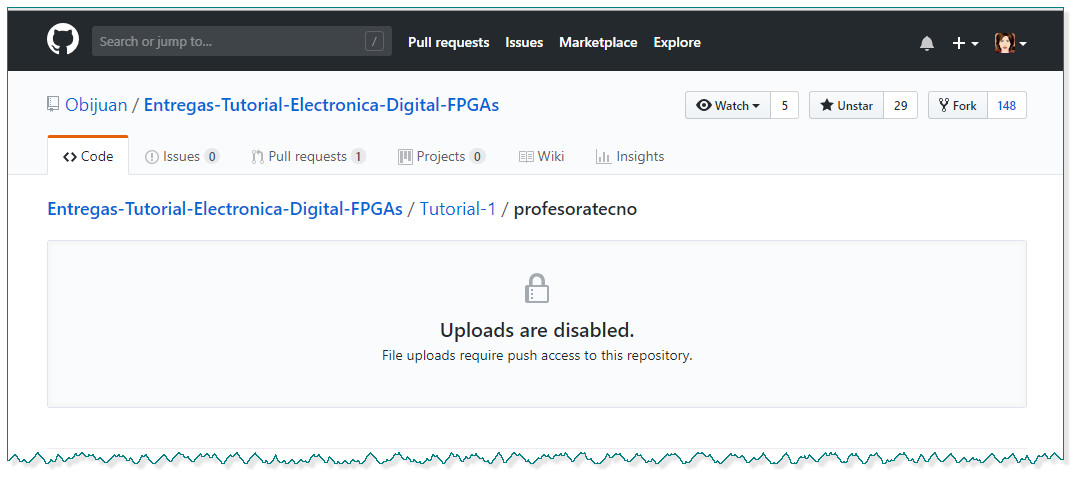 Search or jump to... / Pull requests Issues Marketplace Explore
Obijuan / Entregas-Tutorial-Electronica-Digital-FPGAs Watch 5 Unstar 29 Fork 148
Code Issues 0 Pull requests 1 Projects 0 Wiki Insights
Entregas-Tutorial-Electronica-Digital-FPGAs / Tutorial-1 / profesoratecno
Uploads are disabled.
File uploads require push access to this repository.